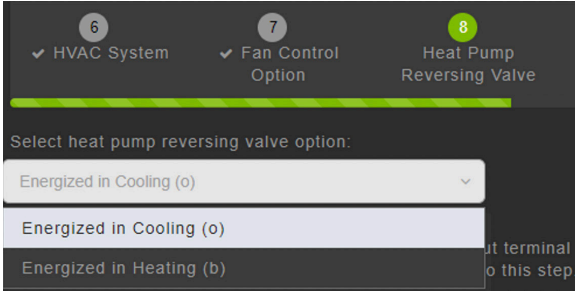 6
7
8
✔ HVAC System
✔ Fan Control
Option
Heat Pump
Reversing Valve
Select heat pump reversing valve option:
Energized in Cooling (o)
Energized in Cooling (o)
Energized in Heating (b)
terminal
this step